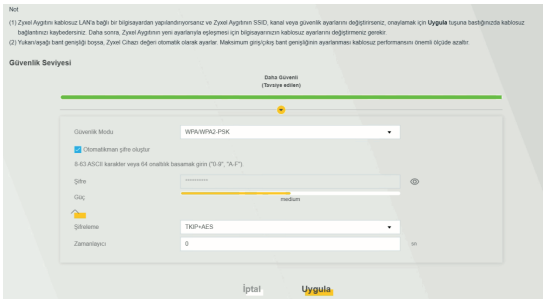 Not
(1) Zyxel Aygıtını kablosuz LAN'a bağlı bir bilgisayardan yapılandırıyorsanız ve Zyxel Aygıtının SSID, kanal veya güvenlik ayarlarını değiştirirseniz, onaylamak için Uygula tuşuna bastığınızda kablosuz
bağlantınızı kaybedersiniz. Daha sonra, Zyxel Aygıtının yeni ayarlarıyla eşleşmesi için bilgisayarınızın kablosuz ayarlarını değiştirmeniz gerekir.
(2) Yukarı/aşağı bant genişliği boşsa, Zyxel Cihazı değeri otomatik olarak ayarlar. Maksimum giriş/çıkış bant genişliğinin ayarlanması kablosuz performansını önemli ölçüde azaltır.
Güvenlik Seviyesi
Daha Güvenli
(Tavsiye edilen)
Güvenlik Modu
WPA/WPA2-PSK
Otomatikman şifre oluştur
8-63 ASCII karakter veya 64 onaltılık basamak girin ("0-9", "A-F").
Şifre
**********
Güç
medium
Şifreleme
TKIP+AES
Zamanlayıcı
0
sn
İptal
Uygula